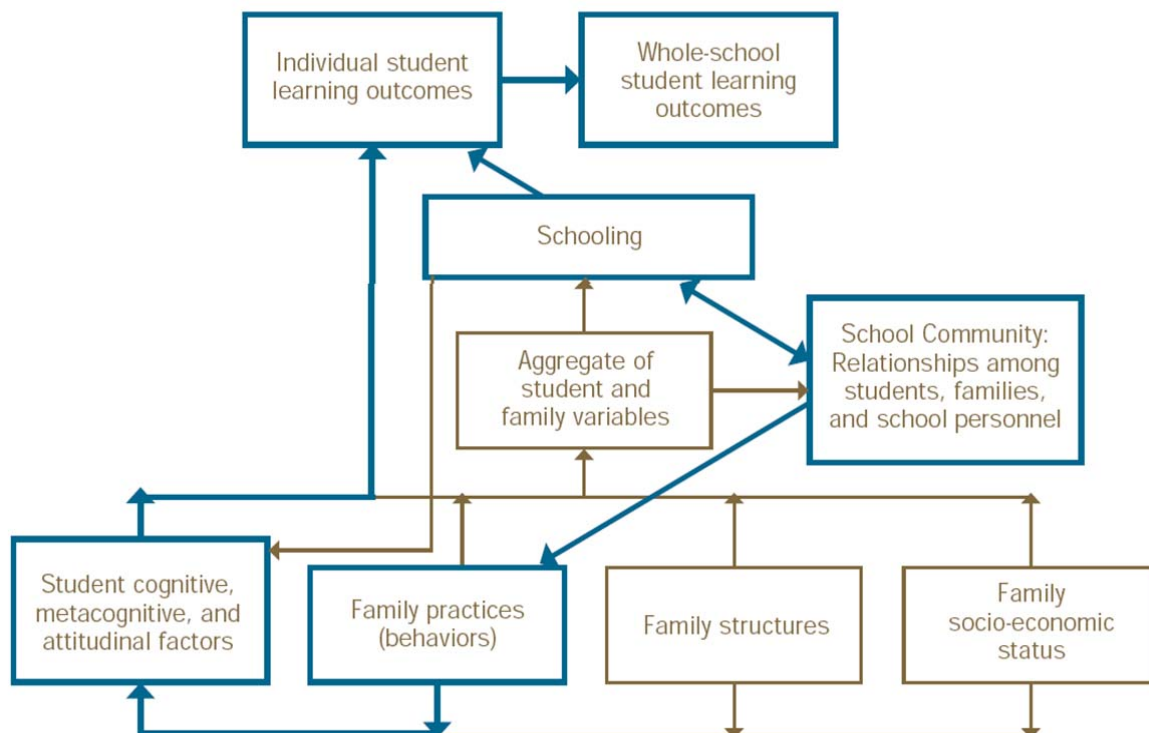 Individual student
learning outcomes
Whole-school
student learning
outcomes
Schooling
School Community:
Relationships among
students, families,
and school personnel
Aggregate of
student and
family variables
Student cognitive,
metacognitive, and
attitudinal factors
Family practices
(behaviors)
Family structures
Family
socio-economic
status